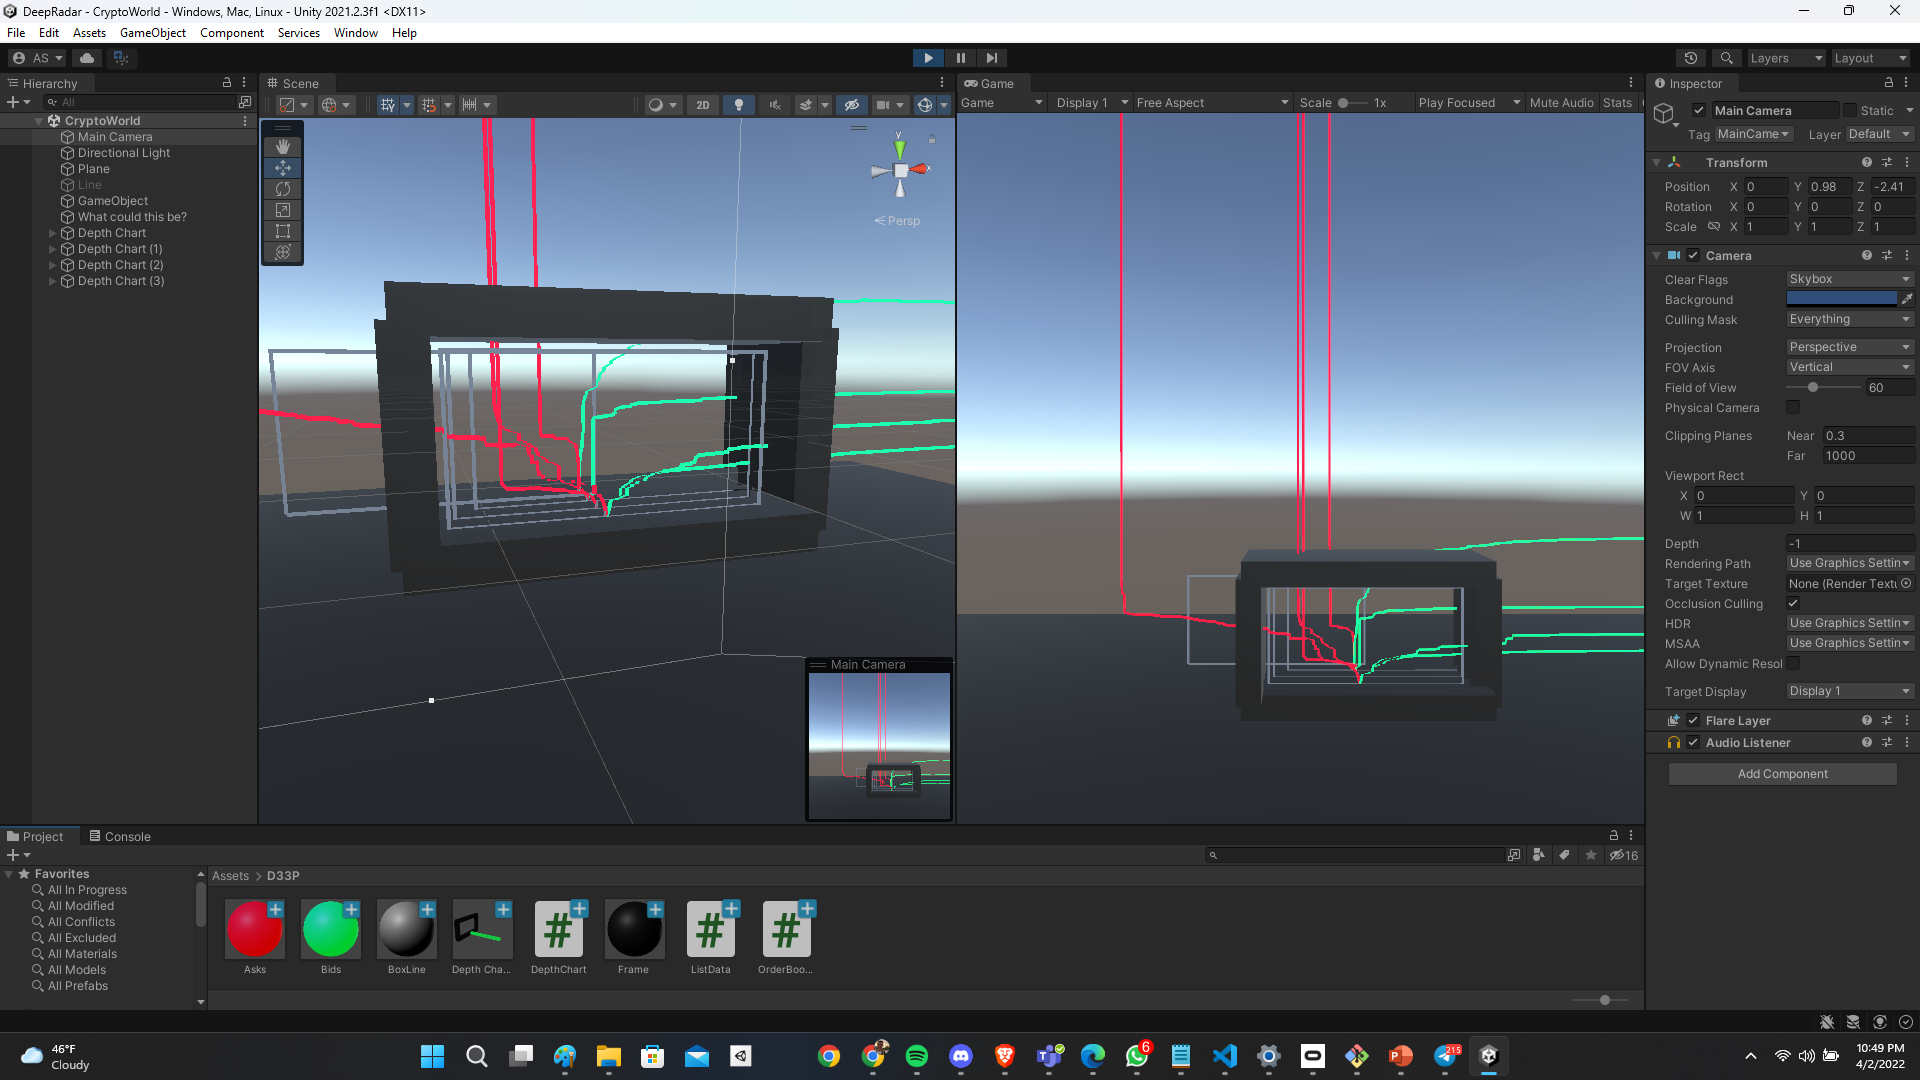 DeepRadar - CryptoWorld - Windows, Mac, Linux - Unity 2021.2.3f1 <DX11>
File Edit Assets GameObject Component Services Window Help
AS Layers Layout
Hierarchy
All
CryptoWorld
Main Camera
Directional Light
Plane
Line
GameObject
What could this be?
Depth Chart
Depth Chart (1)
Depth Chart (2)
Depth Chart (3)
Scene
2D
y
x
Persp
Main Camera
Game
Game Display 1 Free Aspect Scale 1x Play Focused Mute Audio Stats
Inspector
Main Camera Static
Tag MainCame Layer Default
Transform
Position X 0 Y 0.98 Z -2.41
Rotation X 0 Y 0 Z 0
Scale X 1 Y 1 Z 1
Camera
Clear Flags Skybox
Background
Culling Mask Everything
Projection Perspective
FOV Axis Vertical
Field of View 60
Physical Camera
Clipping Planes Near 0.3
Far 1000
Viewport Rect
X 0 Y 0
W 1 H 1
Depth -1
Rendering Path Use Graphics Settin
Target Texture None (Render Textu
Occlusion Culling
HDR Use Graphics Settin
MSAA Use Graphics Settin
Allow Dynamic Resol
Target Display Display 1
Flare Layer
Audio Listener
Add Component
Project Console
16
Favorites
All In Progress
All Modified
All Conflicts
All Excluded
All Materials
All Models
All Prefabs
Assets > D33P
Asks Bids BoxLine Depth Cha... DepthChart Frame ListData OrderBoo...
46°F
Cloudy
6
215
10:49 PM
4/2/2022